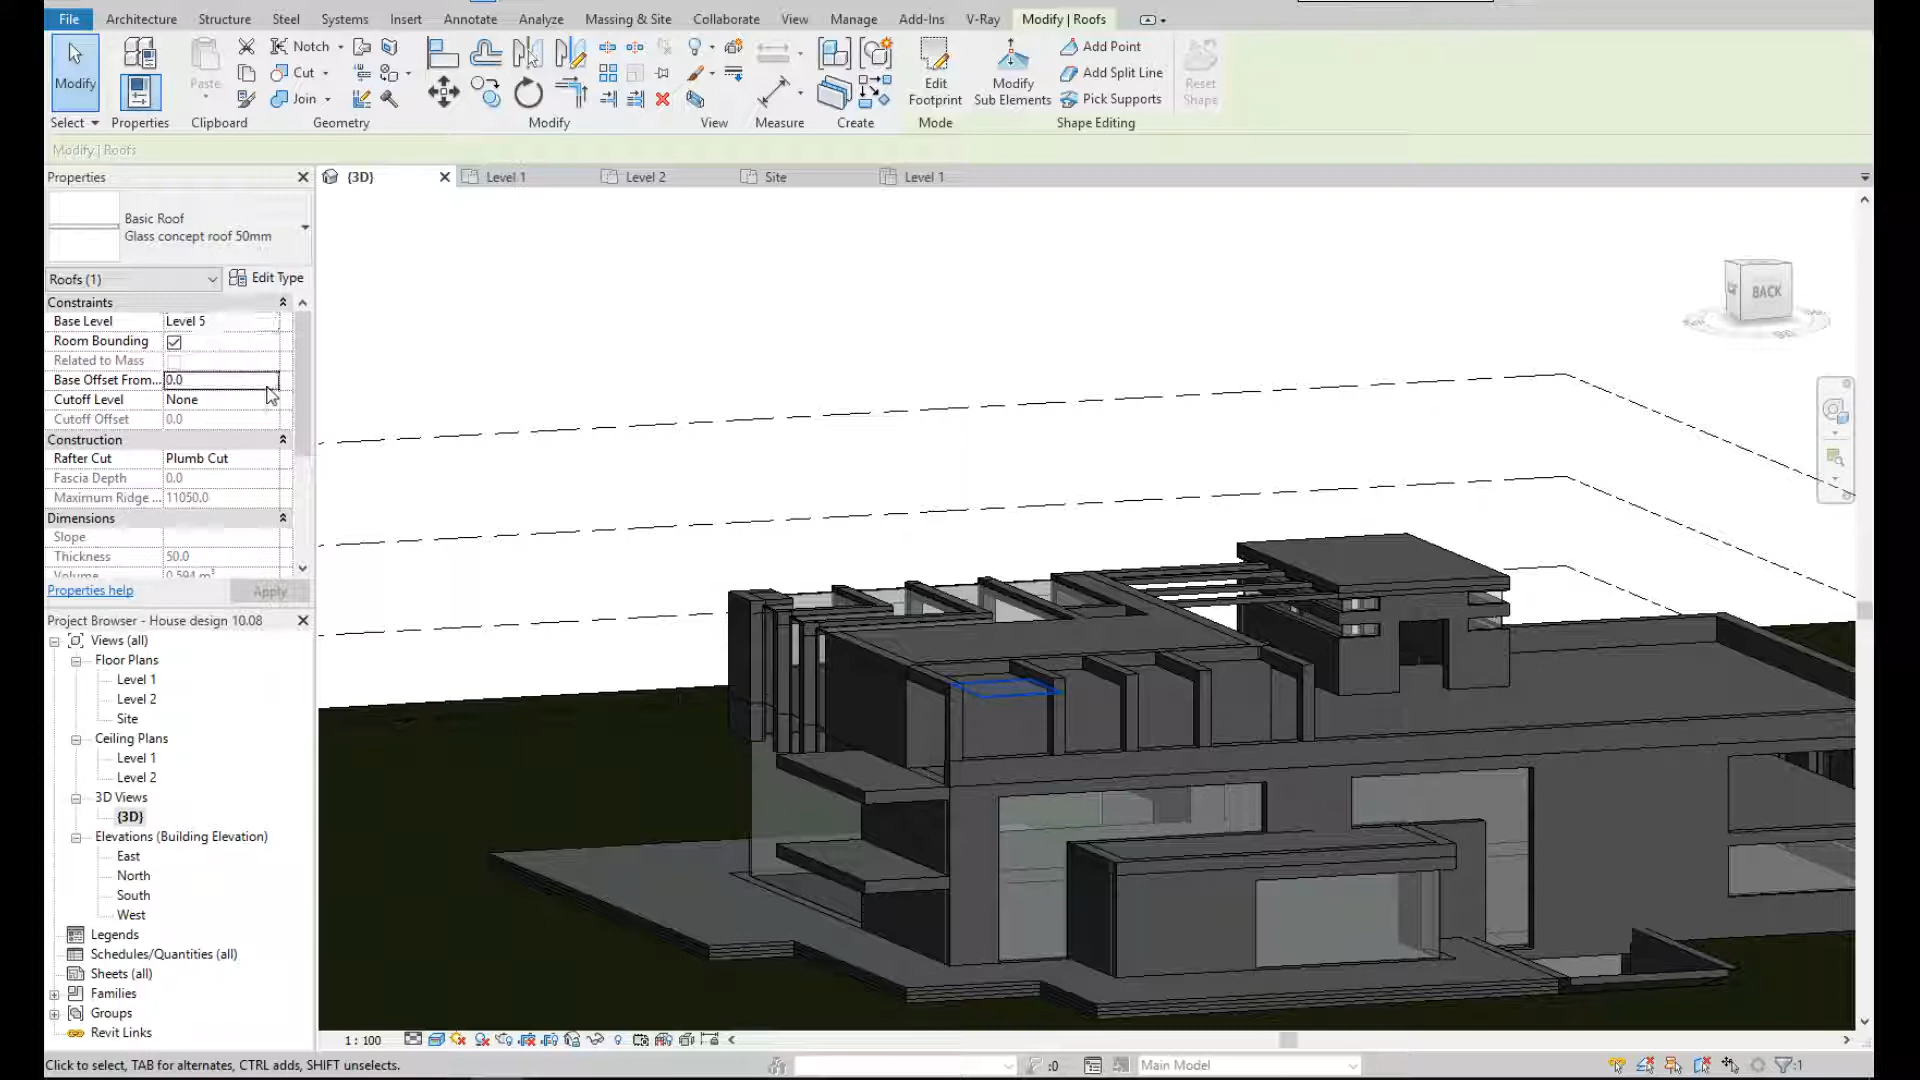 File Architecture Structure Steel Systems Insert Annotate Analyze Massing & Site Collaborate View Manage Add-Ins V-Ray Modify | Roofs
Modify Paste Notch Cut Join Edit Footprint Modify Sub Elements Add Point Add Split Line Pick Supports Reset Shape
Select Properties Clipboard Geometry Modify View Measure Create Mode Shape Editing
Modify | Roofs
Properties {3D} Level 1 Level 2 Site Level 1
Basic Roof
Glass concept roof 50mm
Roofs (1) Edit Type
Constraints
Base Level Level 5
Room Bounding
Related to Mass
Base Offset From... 0.0
Cutoff Level None
Cutoff Offset 0.0
Construction
Rafter Cut Plumb Cut
Fascia Depth 0.0
Maximum Ridge ... 11050.0
Dimensions
Slope
Thickness 50.0
Volume 0.594 m³
Properties help Apply
BACK
Project Browser - House design 10.08
Views (all)
Floor Plans
Level 1
Level 2
Site
Ceiling Plans
Level 1
Level 2
3D Views
{3D}
Elevations (Building Elevation)
East
North
South
West
Legends
Schedules/Quantities (all)
Sheets (all)
Families
Groups
Revit Links
1 : 100
Click to select, TAB for alternates, CTRL adds, SHIFT unselects. :0 Main Model :1